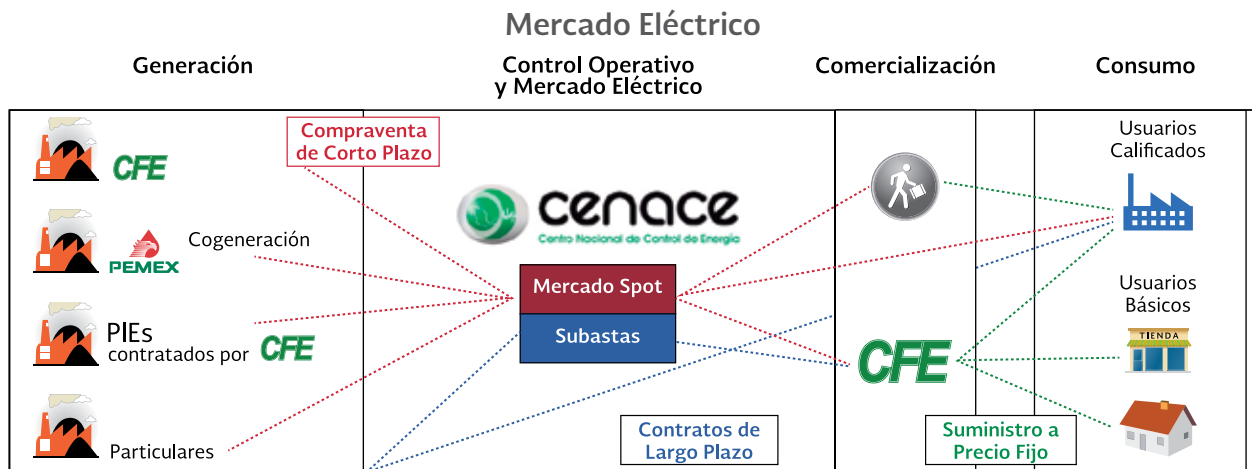 Mercado Eléctrico
Generación
Control Operativo
y Mercado Eléctrico
Comercialización
Consumo
Compraventa
de Corto Plazo
CFE
Cogeneración
PEMEX
PIEs
contratados por CFE
Particulares
cenace
Centro Nacional de Control de Energía
Mercado Spot
Subastas
Contratos de
Largo Plazo
CFE
Suministro a
Precio Fijo
Usuarios
Calificados
Usuarios
Básicos
TIENDA